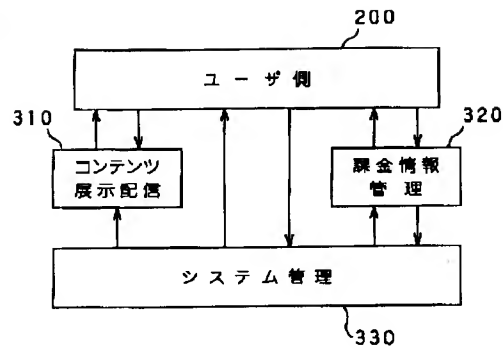 200
ユーザ側
310
コンテンツ
展示配信
320
課金情報
管理
システム管理
330